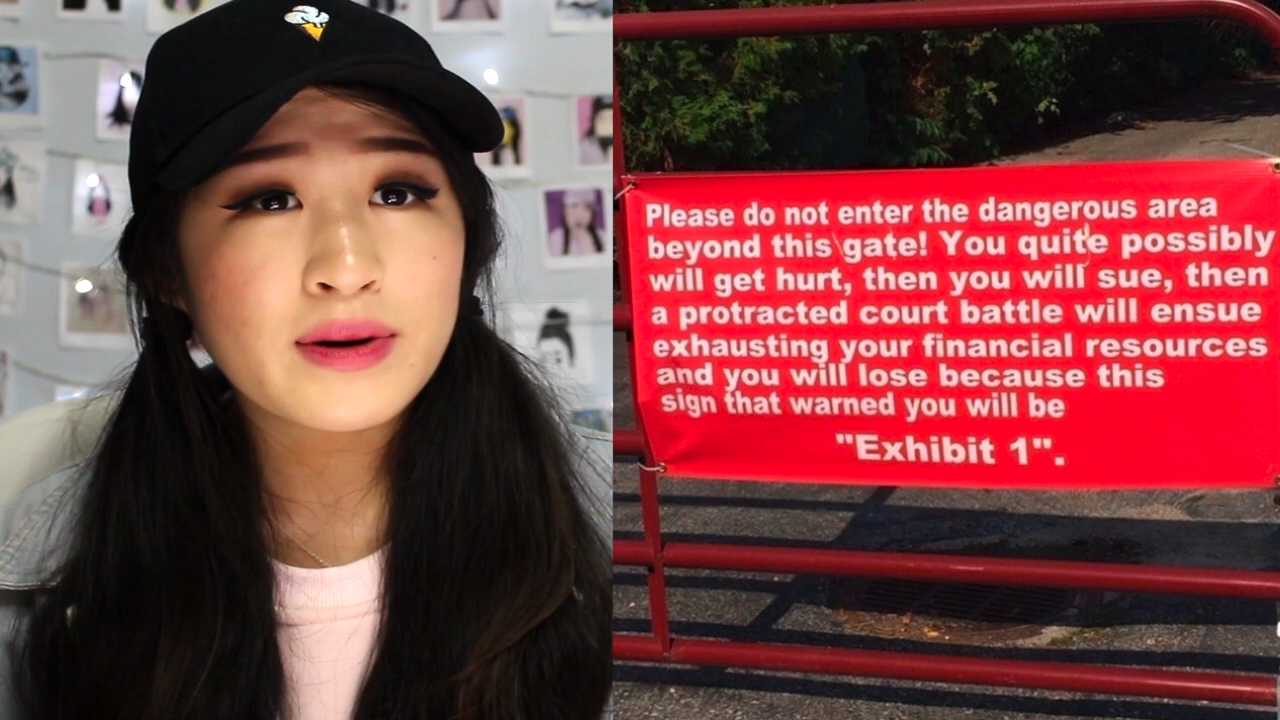 Please do not enter the dangerous area
beyond this gate! You quite possibly
will get hurt, then you will sue, then
a protracted court battle will ensue
exhausting your financial resources
and you will lose because this
sign that warned you will be
"Exhibit 1".